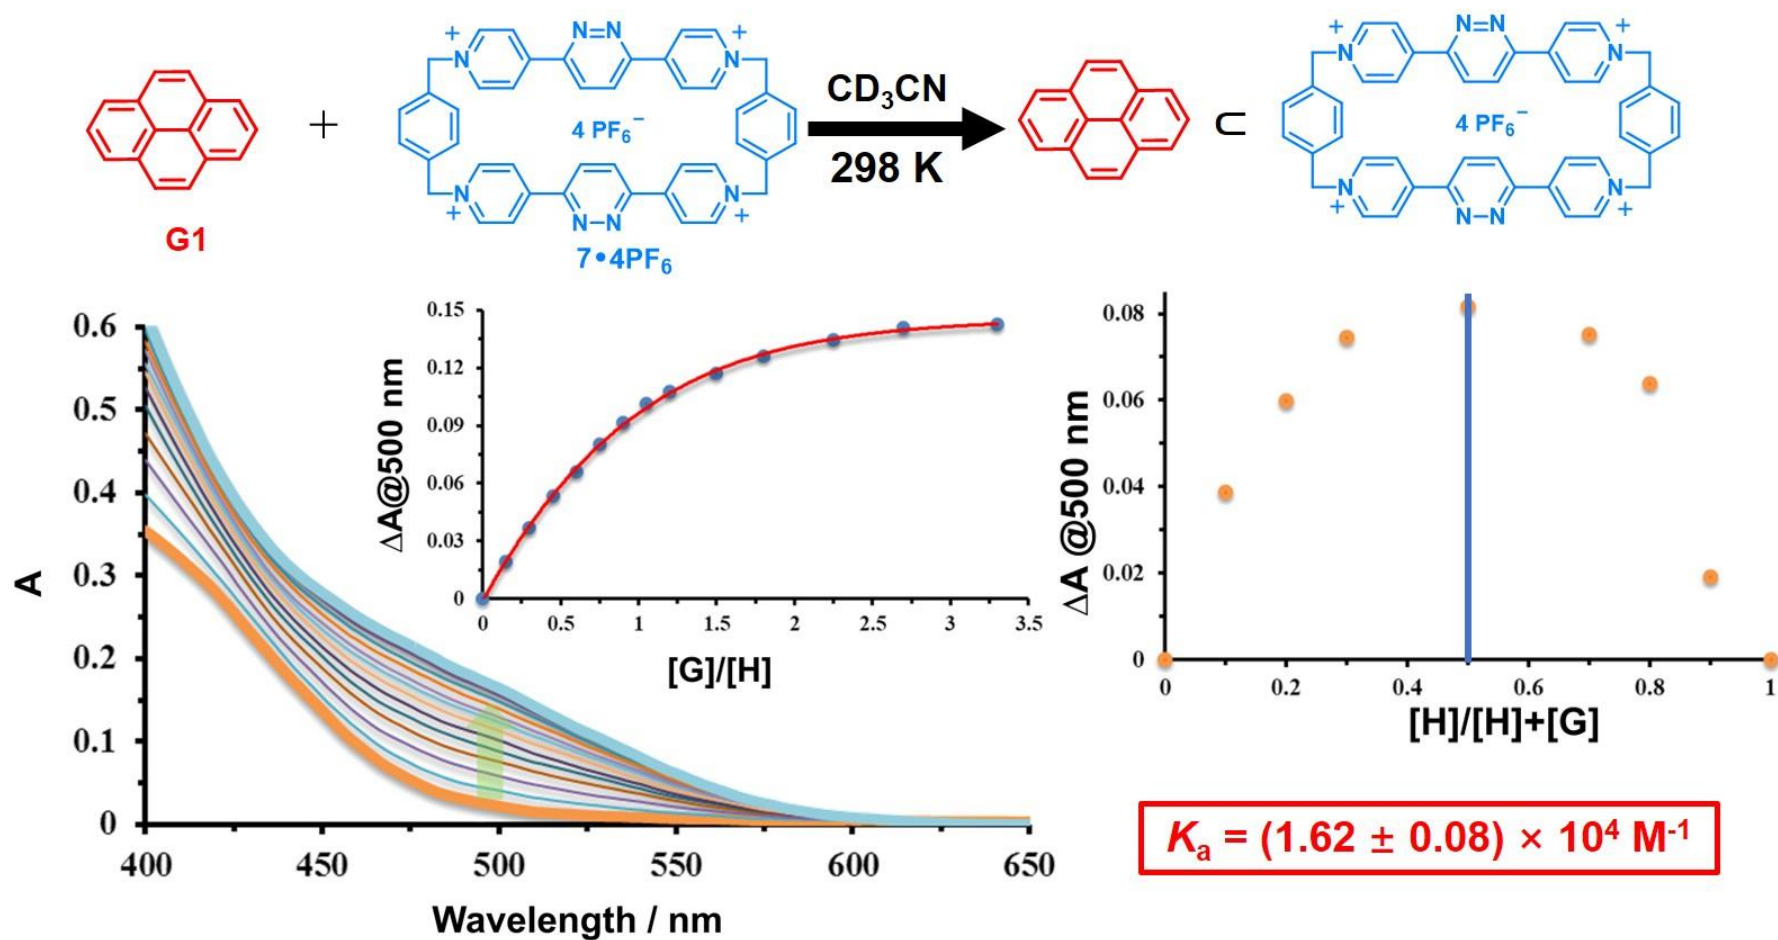 N=N
N
N
N
N
N=N
4 PF₆⁻
+
+
+
+
+
G1
7•4PF₆
CD₃CN
298 K
⊂
N=N
N
N
N
N
N=N
4 PF₆⁻
+
+
+
+
A
0.6
0.5
0.4
0.3
0.2
0.1
0
400
450
500
550
600
650
Wavelength / nm
ΔA@500 nm
0.15
0.12
0.09
0.06
0.03
0
0
0.5
1
1.5
2
2.5
3
3.5
[G]/[H]
ΔA @500 nm
0.08
0.06
0.04
0.02
0
0
0.2
0.4
0.6
0.8
1
[H]/[H]+[G]
Kₐ = (1.62 ± 0.08) × 10⁴ M⁻¹